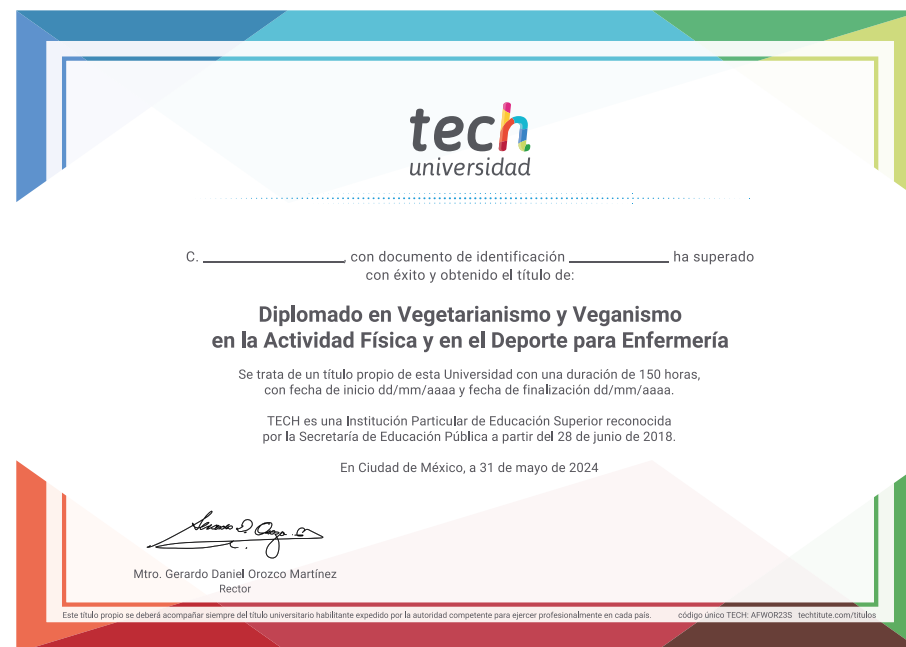 tech
universidad
C. ____________, con documento de identificación ____________ ha superado
con éxito y obtenido el título de:
Diplomado en Vegetarianismo y Veganismo
en la Actividad Física y en el Deporte para Enfermería
Se trata de un título propio de esta Universidad con una duración de 150 horas,
con fecha de inicio dd/mm/aaaa y fecha de finalización dd/mm/aaaa.
TECH es una Institución Particular de Educación Superior reconocida
por la Secretaría de Educación Pública a partir del 28 de junio de 2018.
En Ciudad de México, a 31 de mayo de 2024
Mtro. Gerardo Daniel Orozco Martínez
Rector
Este título propio se deberá acompañar siempre del título universitario habilitante expedido por la autoridad competente para ejercer profesionalmente en cada país. código único TECH: AFWOR23S techtitute.com/titulos